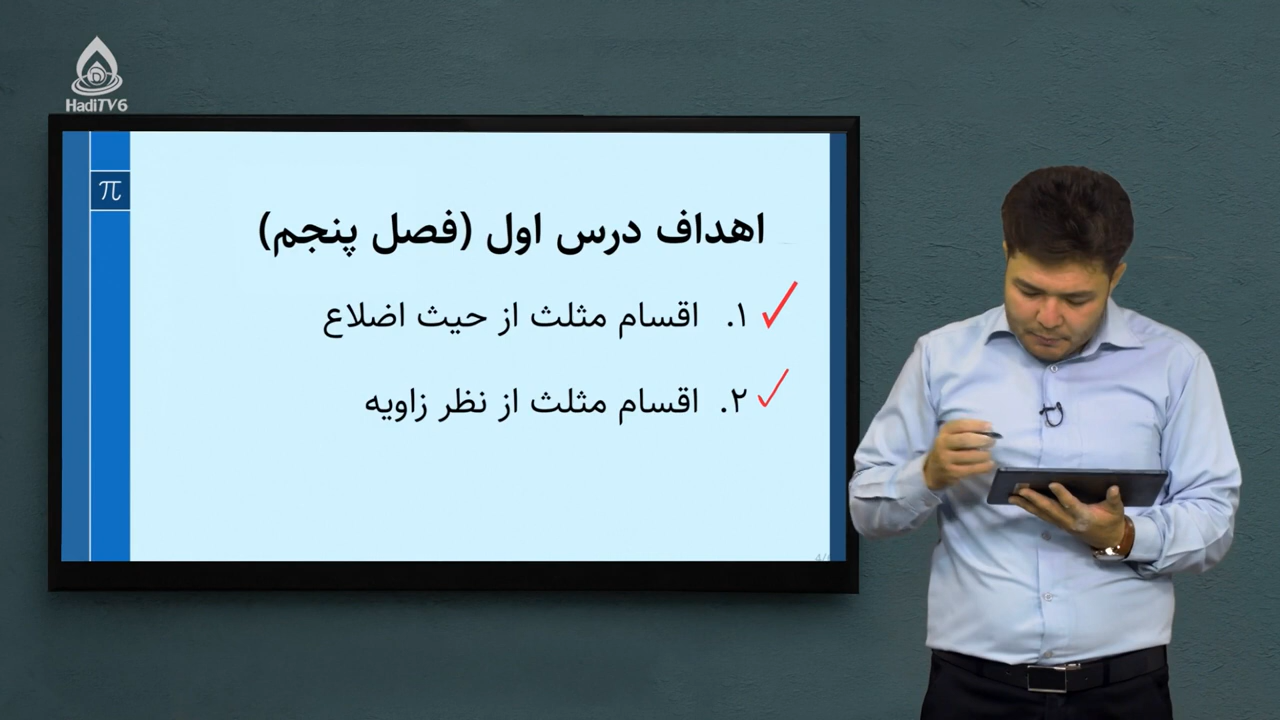 HadiTV6
π
اهداف درس اول (فصل پنجم)
۱. اقسام مثلث از حیث اضلاع
۲. اقسام مثلث از نظر زاویه